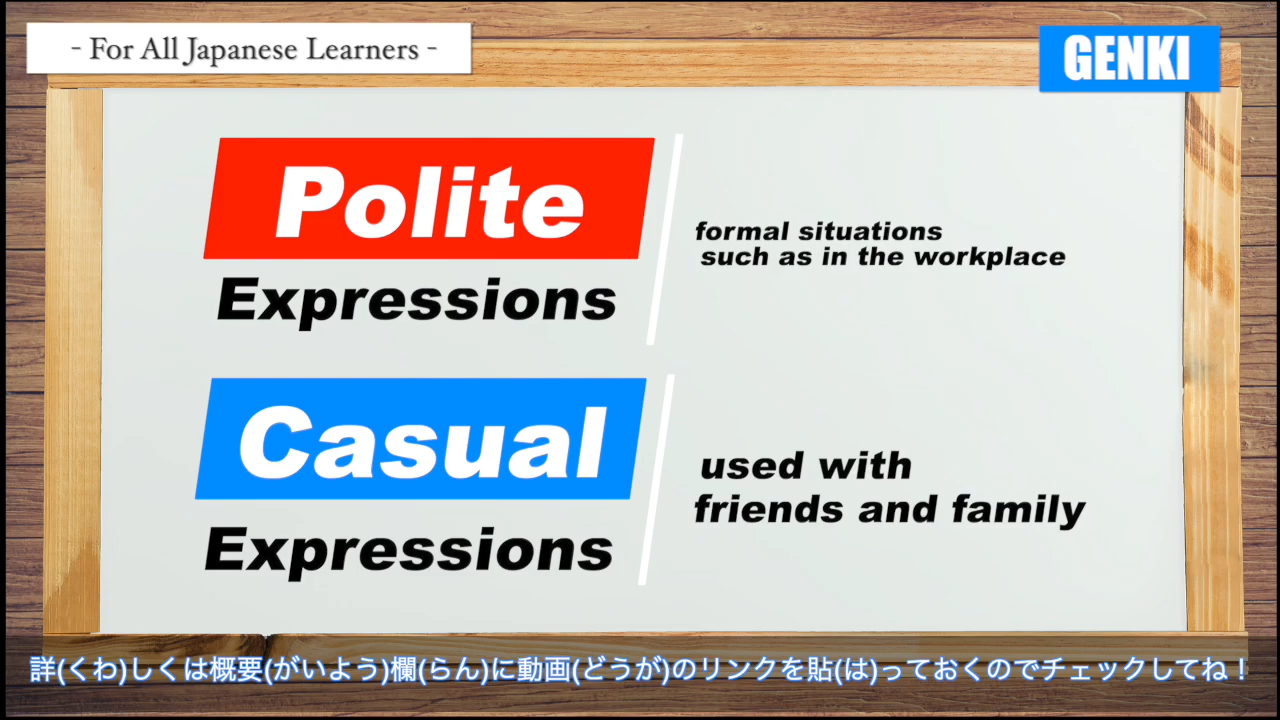 - For All Japanese Learners -
GENKI
Polite
Expressions
formal situations
such as in the workplace
Casual
Expressions
used with
friends and family
詳(くわ)しくは概要(がいよう)欄(らん)に動画(どうが)のリンクを貼(は)っておくのでチェックしてね！